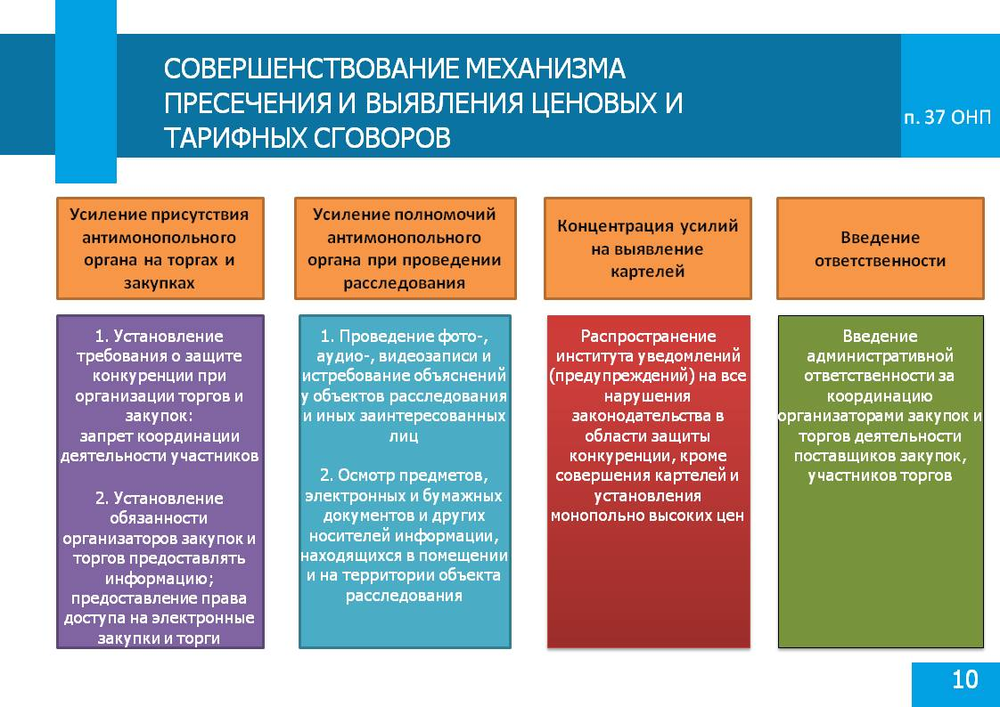 СОВЕРШЕНСТВОВАНИЕ МЕХАНИЗМА
ПРЕСЕЧЕНИЯ И ВЫЯВЛЕНИЯ ЦЕНОВЫХ И
ТАРИФНЫХ СГОВОРОВ
п. 37 ОНП
Усиление присутствия
антимонопольного
органа на торгах и
закупках
1. Установление
требования о защите
конкуренции при
организации торгов и
закупок:
запрет координации
деятельности участников
2. Установление
обязанности
организаторов закупок и
торгов предоставлять
информацию;
предоставление права
доступа на электронные
закупки и торги
Усиление полномочий
антимонопольного
органа при проведении
расследования
1. Проведение фото-,
аудио-, видеозаписи и
истребование объяснений
у объектов расследования
и иных заинтересованных
лиц
2. Осмотр предметов,
электронных и бумажных
документов и других
носителей информации,
находящихся в помещении
и на территории объекта
расследования
Концентрация усилий
на выявление
картелей
Распространение
института уведомлений
(предупреждений) на все
нарушения
законодательства в
области защиты
конкуренции, кроме
совершения картелей и
установления
монопольно высоких цен
Введение
ответственности
Введение
административной
ответственности за
координацию
организаторами закупок и
торгов деятельности
поставщиков закупок,
участников торгов
10